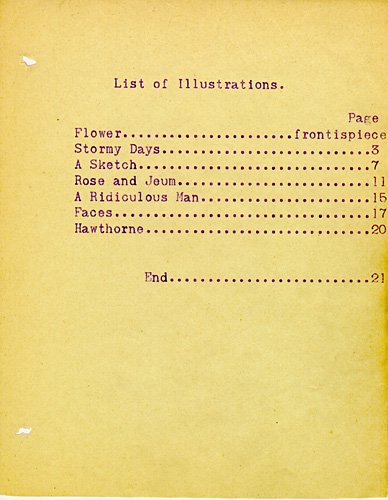 List of Illustrations.
Page
Flower......................frontispiece
Stormy Days...........................3
A Sketch..............................7
Rose and Jeum.........................11
A Ridiculous Man......................15
Faces.................................17
Hawthorne.............................20
End..........................21